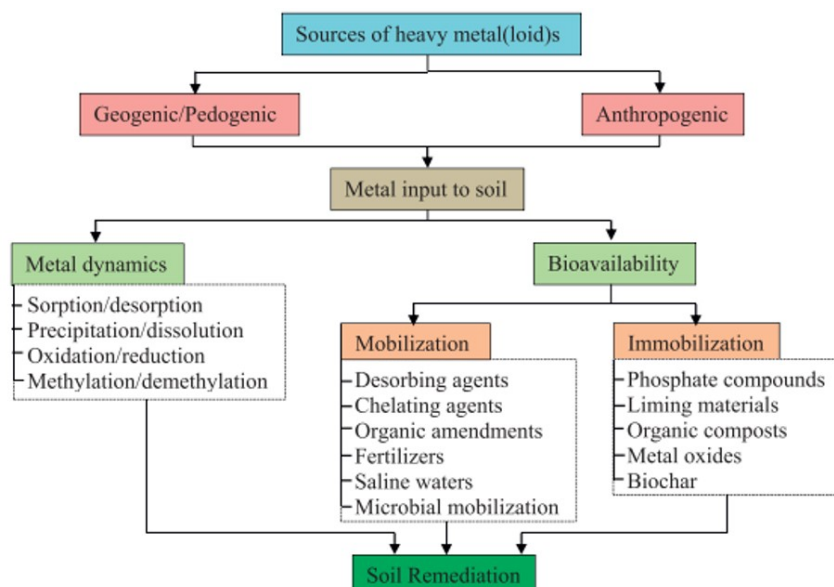 Sources of heavy metal(loid)s
Geogenic/Pedogenic
Anthropogenic
Metal input to soil
Metal dynamics
Sorption/desorption
Precipitation/dissolution
Oxidation/reduction
Methylation/demethylation
Bioavailability
Mobilization
Desorbing agents
Chelating agents
Organic amendments
Fertilizers
Saline waters
Microbial mobilization
Immobilization
Phosphate compounds
Liming materials
Organic composts
Metal oxides
Biochar
Soil Remediation